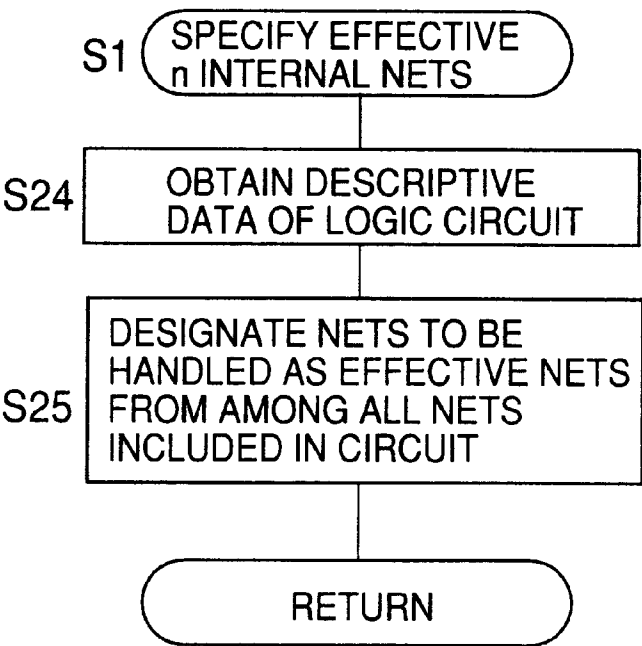 S1
SPECIFY EFFECTIVE
n INTERNAL NETS
S24
OBTAIN DESCRIPTIVE
DATA OF LOGIC CIRCUIT
S25
DESIGNATE NETS TO BE
HANDLED AS EFFECTIVE NETS
FROM AMONG ALL NETS
INCLUDED IN CIRCUIT
RETURN